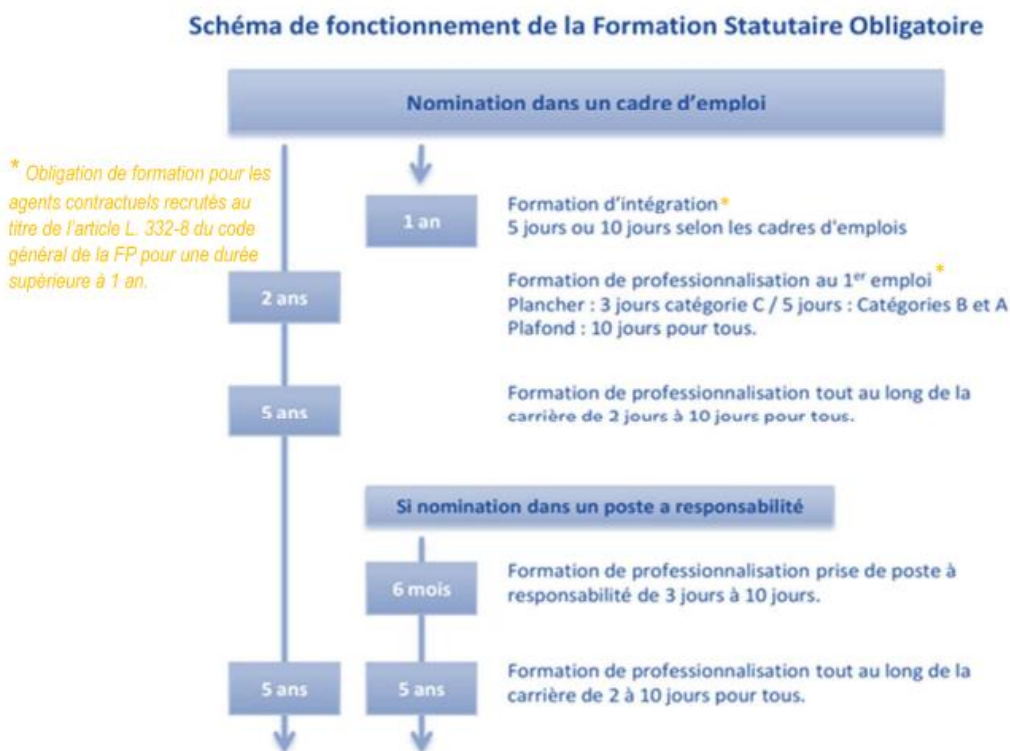 Schéma de fonctionnement de la Formation Statutaire Obligatoire
Nomination dans un cadre d'emploi
* Obligation de formation pour les
agents contractuels recrutés au
titre de l'article L. 332-8 du code
général de la FP pour une durée
supérieure à 1 an.
1 an
Formation d'intégration*
5 jours ou 10 jours selon les cadres d'emplois
2 ans
Formation de professionnalisation au 1er emploi*
Plancher : 3 jours catégorie C / 5 jours : Catégories B et A
Plafond : 10 jours pour tous.
5 ans
Formation de professionnalisation tout au long de la
carrière de 2 jours à 10 jours pour tous.
Si nomination dans un poste a responsabilité
6 mois
Formation de professionnalisation prise de poste à
responsabilité de 3 jours à 10 jours.
5 ans
5 ans
Formation de professionnalisation tout au long de la
carrière de 2 à 10 jours pour tous.